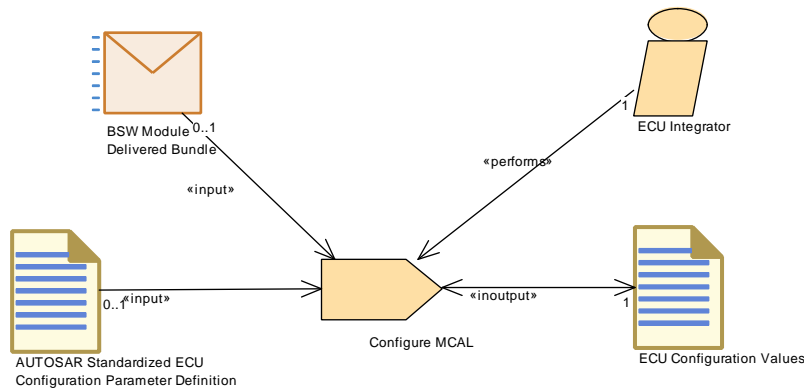 BSW Module
Delivered Bundle
0..1
ECU Integrator
1
«performs»
«input»
0..1
«input»
«inoutput»
1
Configure MCAL
ECU Configuration Values
AUTOSAR Standardized ECU
Configuration Parameter Definition